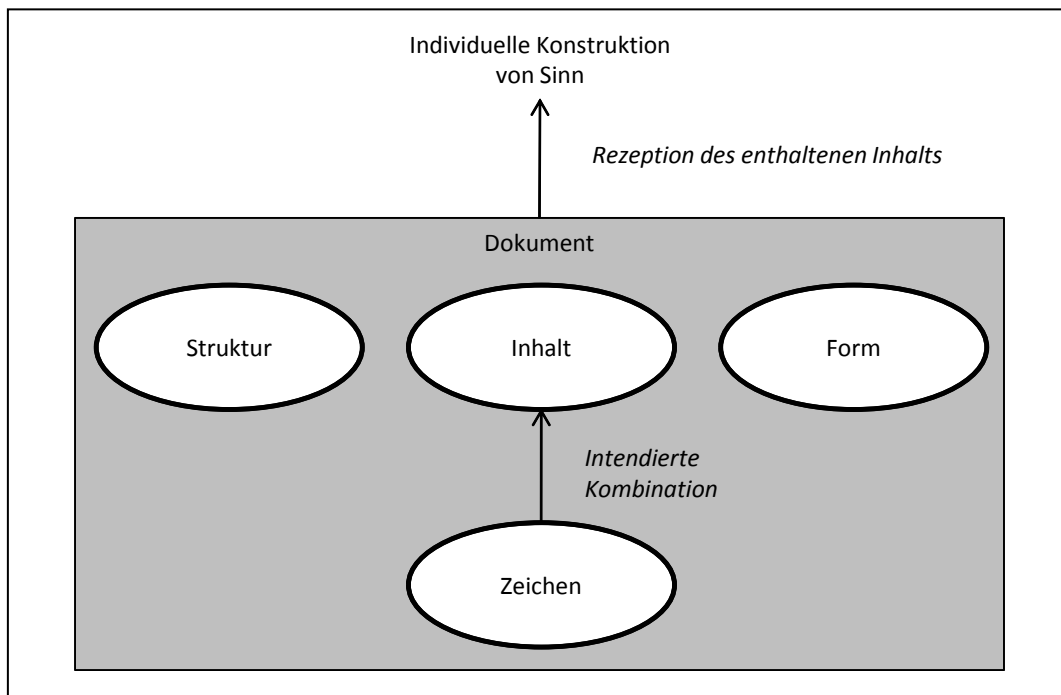 Individuelle Konstruktion
von Sinn
Rezeption des enthaltenen Inhalts
Dokument
Struktur
Inhalt
Form
Intendierte
Kombination
Zeichen